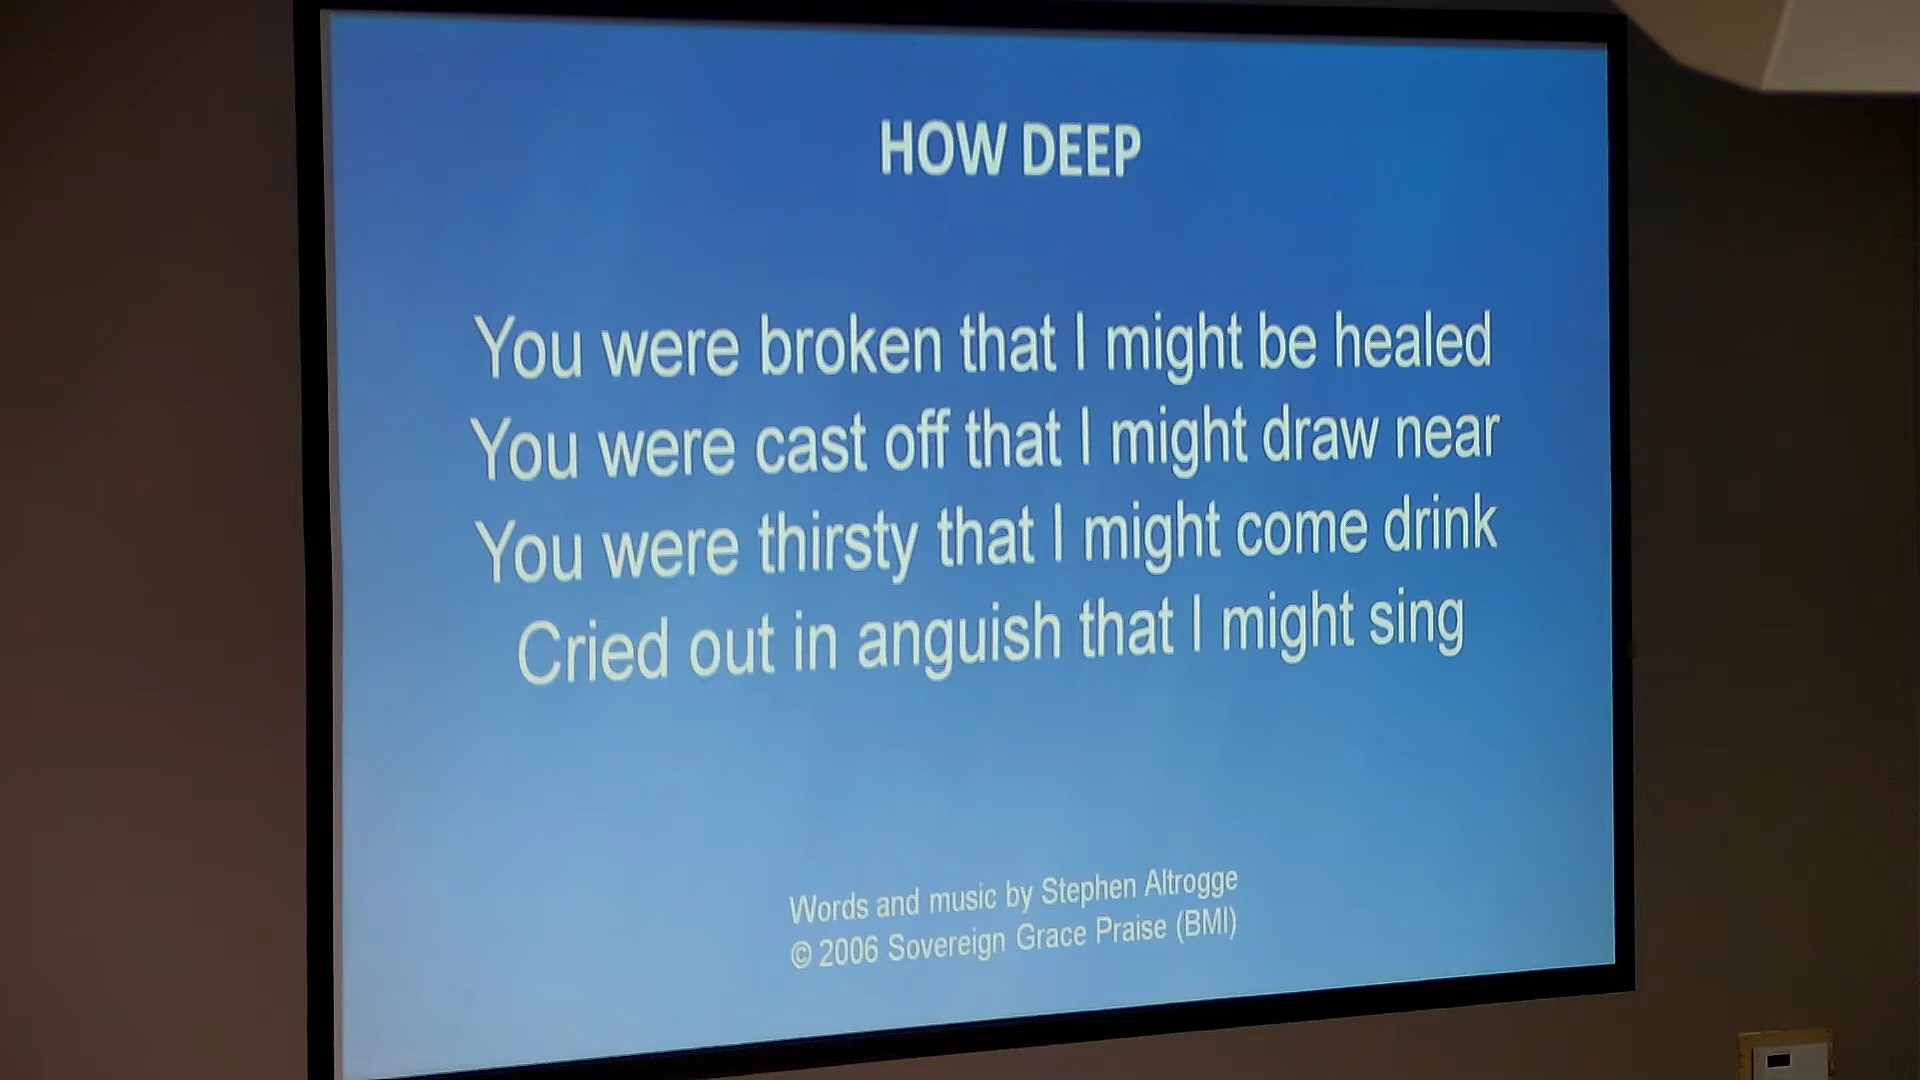 HOW DEEP
You were broken that I might be healed
You were cast off that I might draw near
You were thirsty that I might come drink
Cried out in anguish that I might sing
Words and music by Stephen Altrogge
© 2006 Sovereign Grace Praise (BMI)